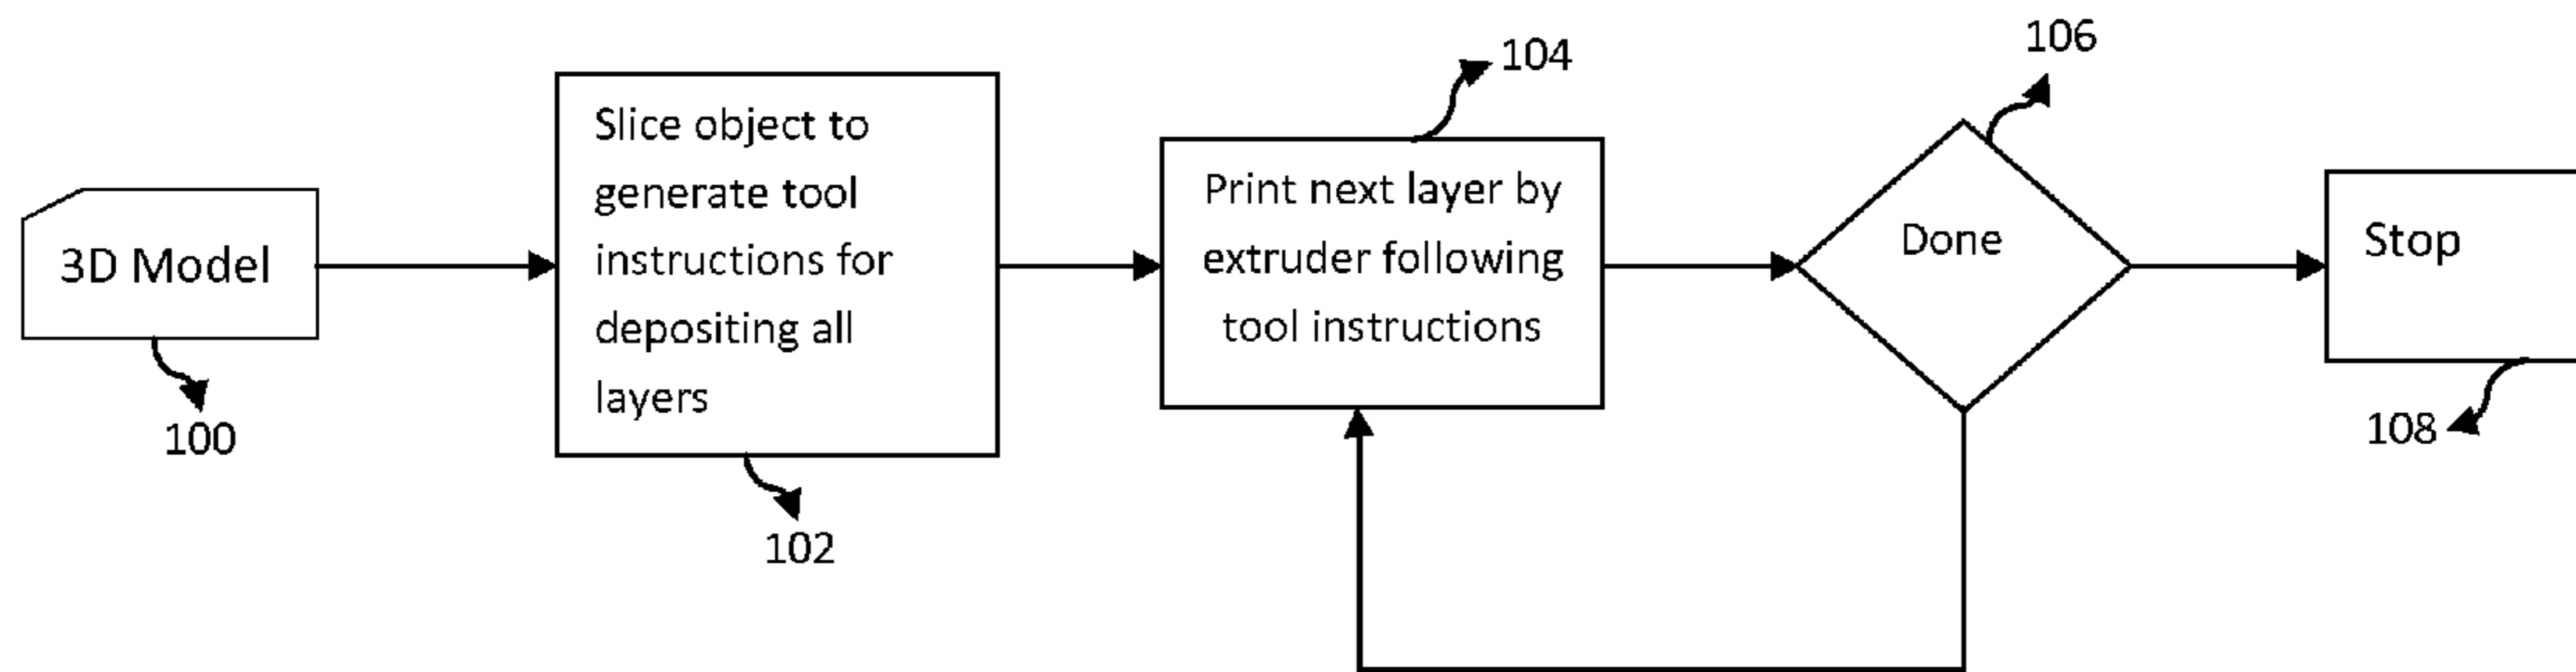 3D Model
100
Slice object to
generate tool
instructions for
depositing all
layers
102
104
Print next layer by
extruder following
tool instructions
106
Done
Stop
108